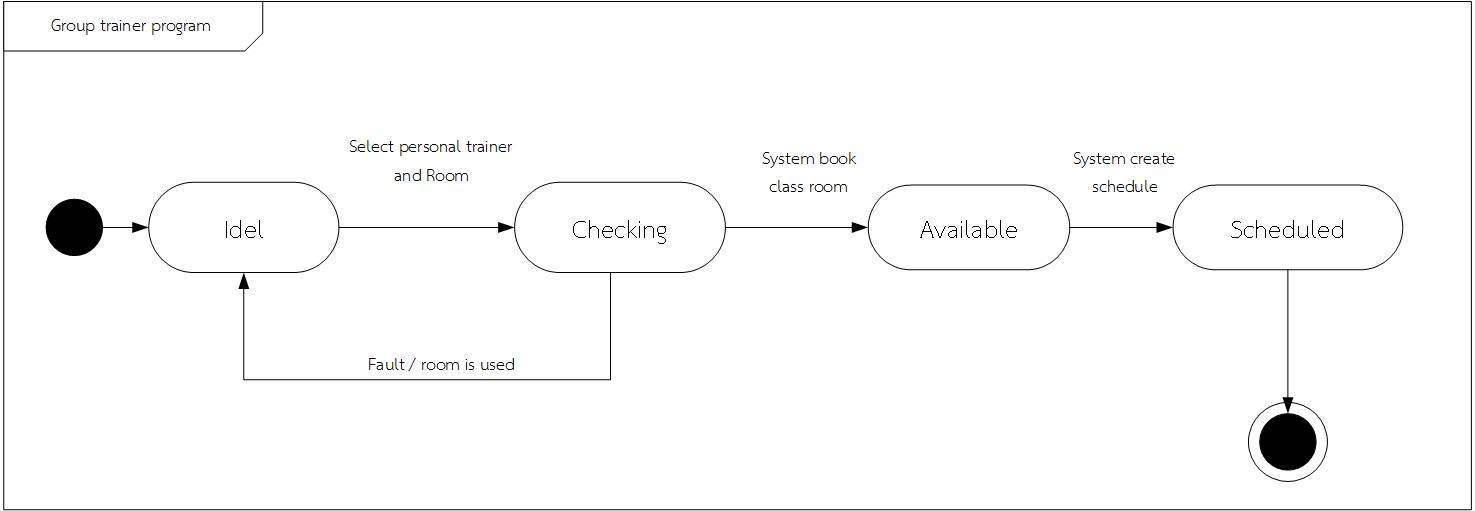 Group trainer program
Select personal trainer
and Room
System book
class room
System create
schedule
Idel
Checking
Available
Scheduled
Fault / room is used